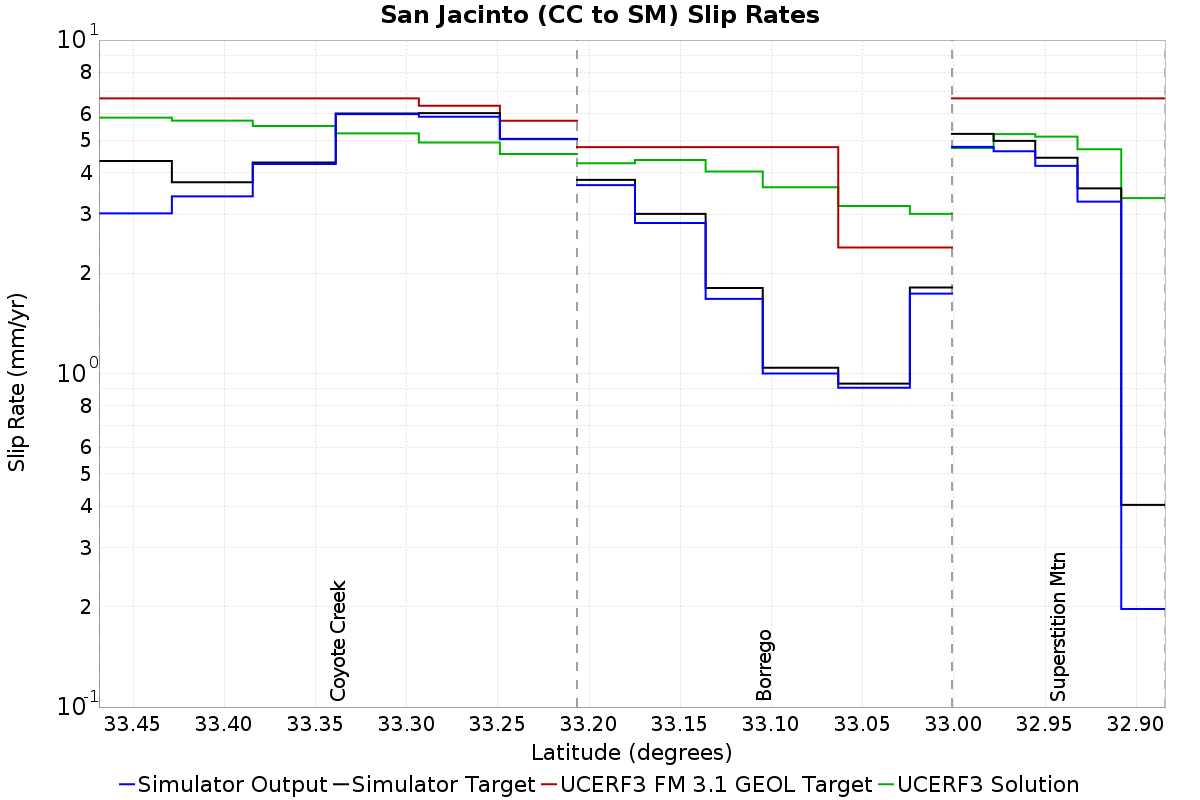 San Jacinto (CC to SM) Slip Rates
10^1
8
6
5
4
3
2
10^0
8
6
5
4
3
2
10^-1
Slip Rate (mm/yr)
Coyote Creek
Borrego
Superstition Mtn
33.45 33.40 33.35 33.30 33.25 33.20 33.15 33.10 33.05 33.00 32.95 32.90
Latitude (degrees)
Simulator Output Simulator Target UCERF3 FM 3.1 GEOL Target UCERF3 Solution